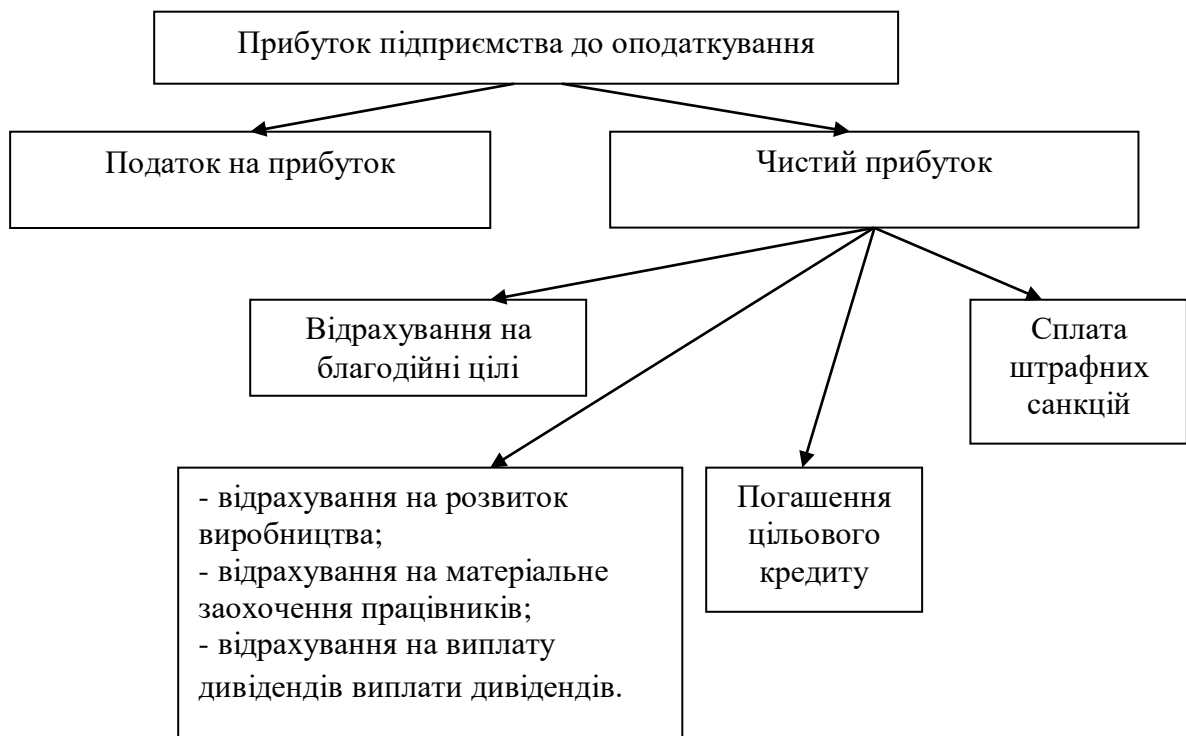 Прибуток підприємства до оподаткування
Податок на прибуток
Чистий прибуток
Відрахування на
благодійні цілі
Сплата
штрафних
санкцій
- відрахування на розвиток
виробництва;
- відрахування на матеріальне
заохочення працівників;
- відрахування на виплату
дивідендів виплати дивідендів.
Погашення
цільового
кредиту